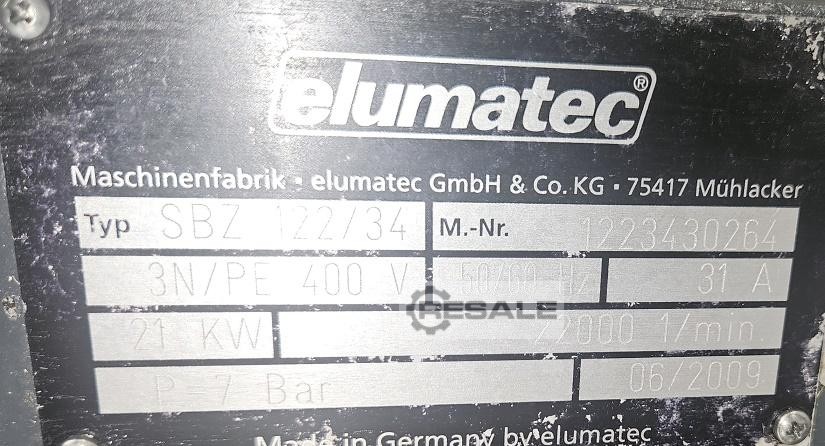 elumatec®
Maschinenfabrik • elumatec GmbH & Co. KG • 75417 Mühlacker
Typ SBZ 122/34 M.-Nr. 1223430264
3N/PE 400 V 50/60 Hz 31 A
RESALE
21 KW 22000 1/min
P=7 Bar 06/2009
Made in Germany by elumatec